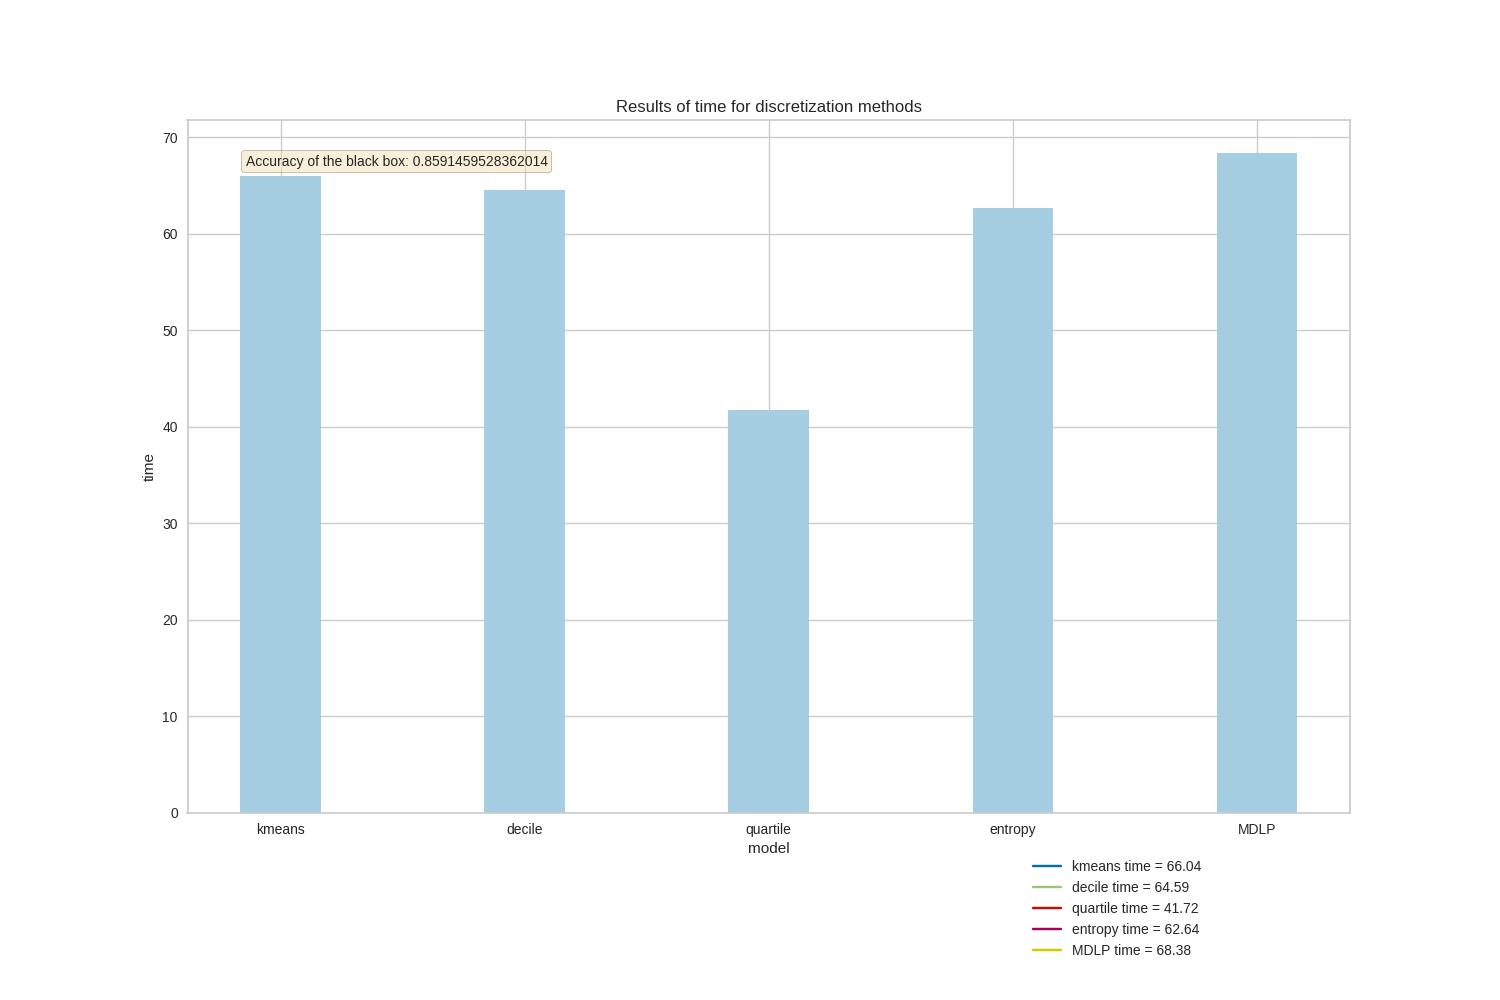 Results of time for discretization methods
70
Accuracy of the black box: 0.8591459528362014
60
50
40
time
30
20
10
0
kmeans decile quartile entropy MDLP
model
kmeans time = 66.04
decile time = 64.59
quartile time = 41.72
entropy time = 62.64
MDLP time = 68.38